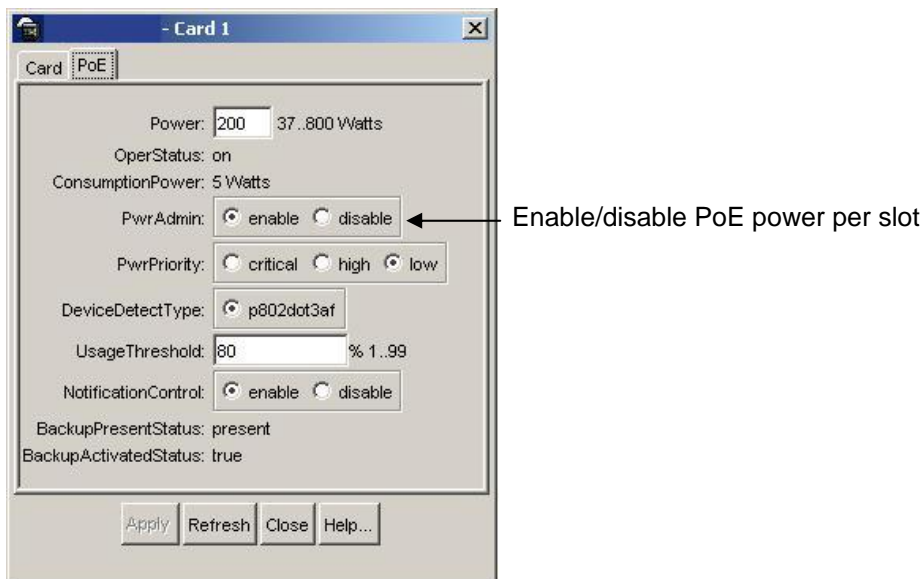 - Card 1
Card PoE
Power: 200 37..800 Watts
OperStatus: on
ConsumptionPower: 5 Watts
PwrAdmin: enable disable
Enable/disable PoE power per slot
PwrPriority: critical high low
DeviceDetectType: p802dot3af
UsageThreshold: 80 % 1..99
NotificationControl: enable disable
BackupPresentStatus: present
BackupActivatedStatus: true
Apply Refresh Close Help...